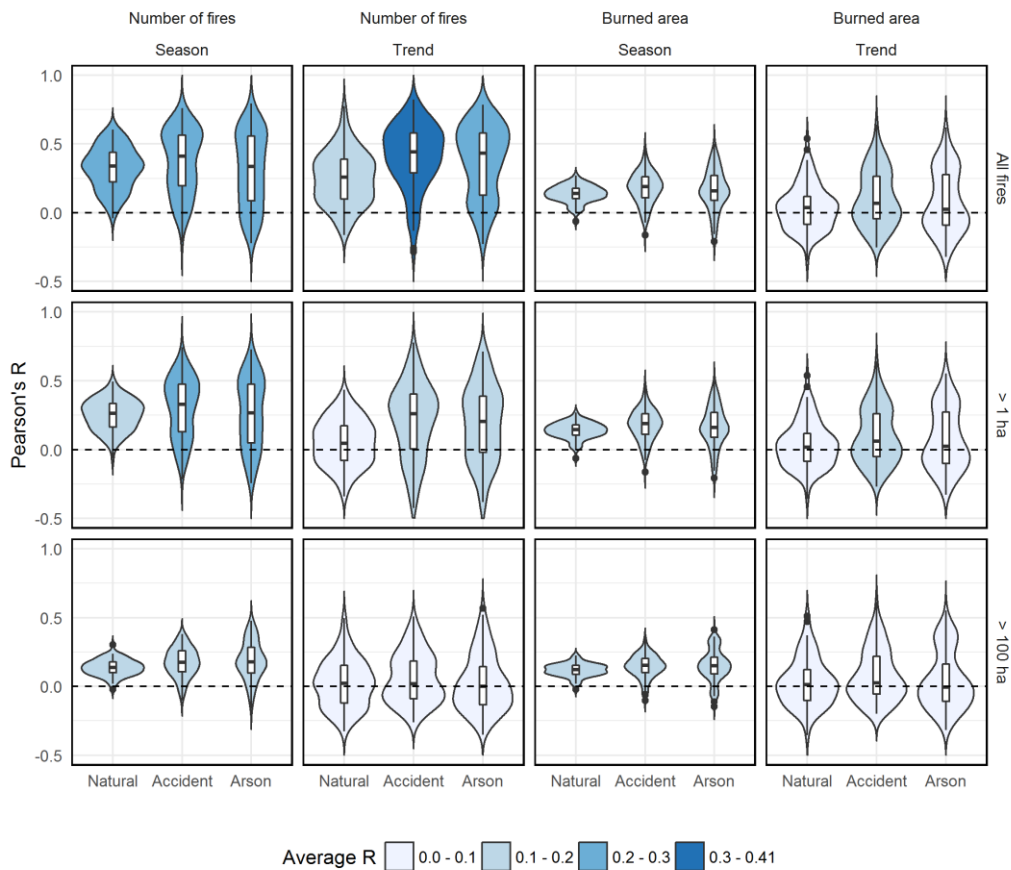 Number of fires Number of fires Burned area Burned area
Season Trend Season Trend
1.0
0.5
0.0
-0.5
All fires
1.0
0.5
0.0
-0.5
> 1 ha
1.0
0.5
0.0
-0.5
> 100 ha
Pearson's R
Natural Accident Arson Natural Accident Arson Natural Accident Arson Natural Accident Arson
Average R 0.0 - 0.1 0.1 - 0.2 0.2 - 0.3 0.3 - 0.41